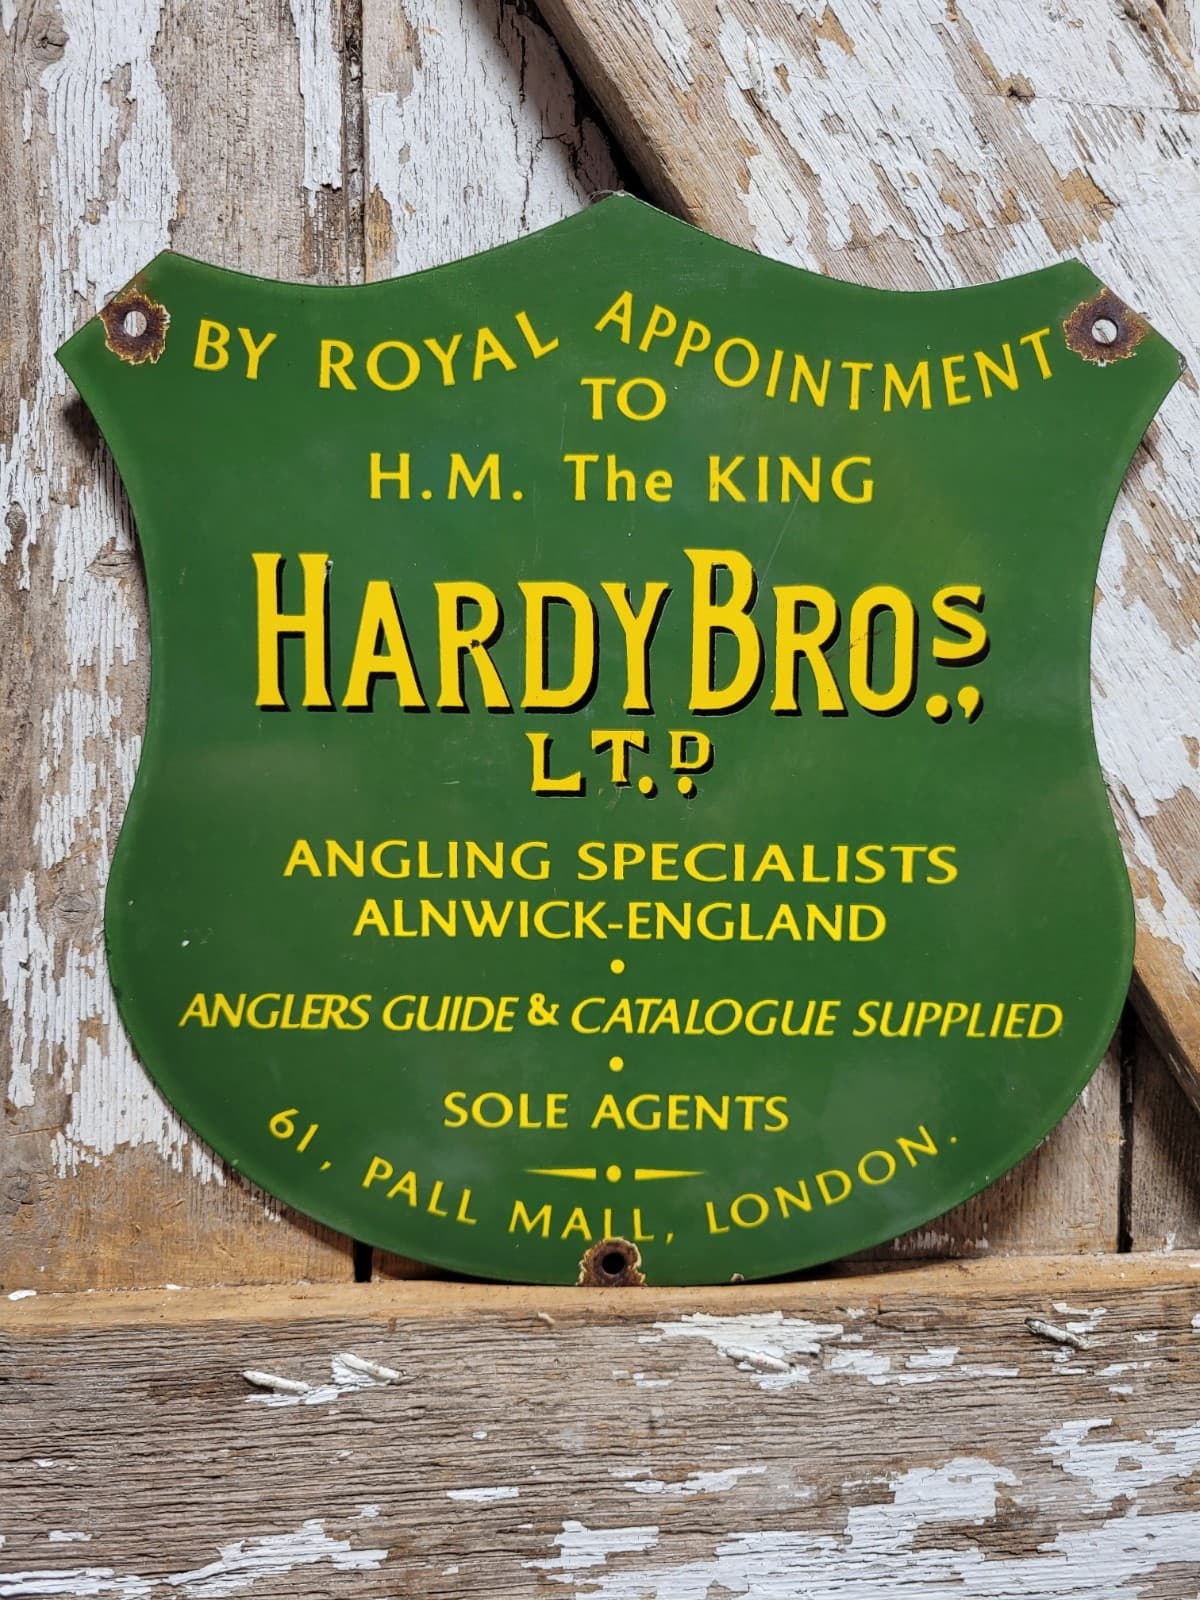 BY ROYAL APPOINTMENT
TO
H.M. The KING
HARDY BROS.,
LTD.
ANGLING SPECIALISTS
ALNWICK-ENGLAND
•
ANGLERS GUIDE & CATALOGUE SUPPLIED
•
SOLE AGENTS
61, PALL MALL, LONDON.